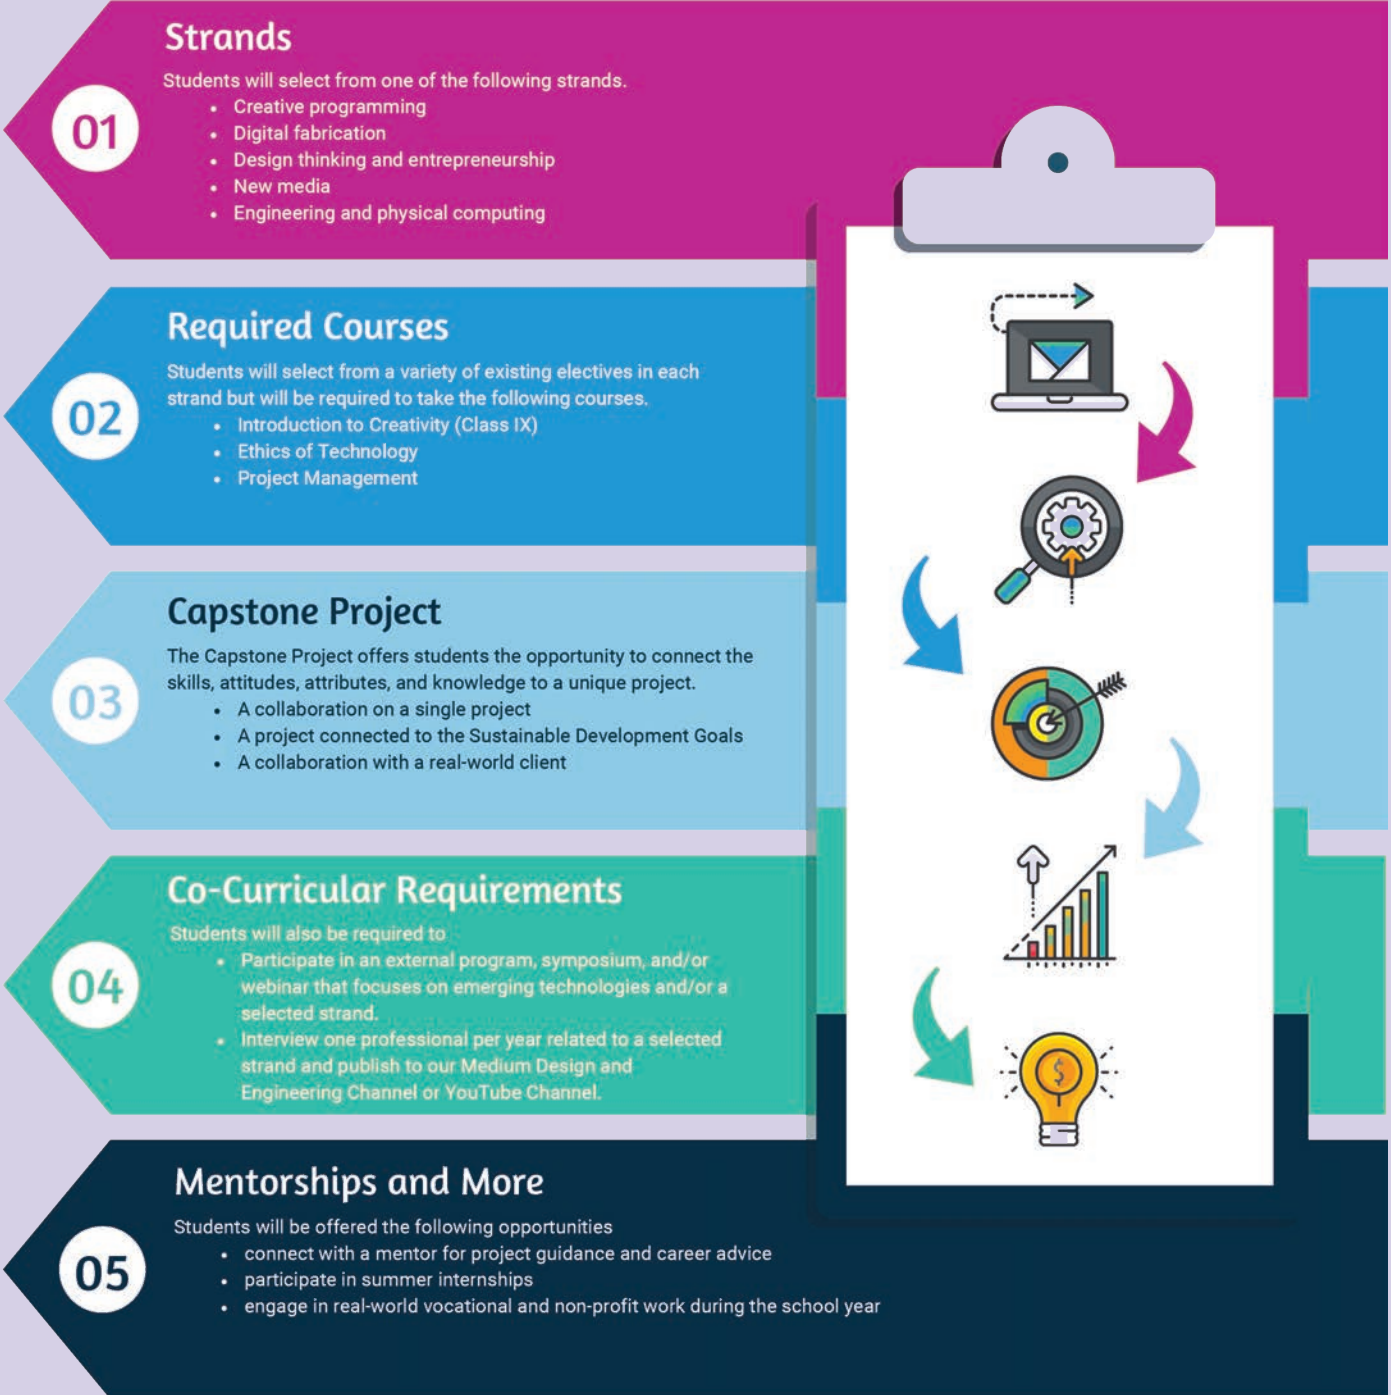 Strands
01
Students will select from one of the following strands.
• Creative programming
• Digital fabrication
• Design thinking and entrepreneurship
• New media
• Engineering and physical computing
Required Courses
02
Students will select from a variety of existing electives in each
strand but will be required to take the following courses.
• Introduction to Creativity (Class IX)
• Ethics of Technology
• Project Management
Capstone Project
03
The Capstone Project offers students the opportunity to connect the
skills, attitudes, attributes, and knowledge to a unique project.
• A collaboration on a single project
• A project connected to the Sustainable Development Goals
• A collaboration with a real-world client
Co-Curricular Requirements
04
Students will also be required to
• Participate in an external program, symposium, and/or
webinar that focuses on emerging technologies and/or a
selected strand.
• Interview one professional per year related to a selected
strand and publish to our Medium Design and
Engineering Channel or YouTube Channel.
$
Mentorships and More
05
Students will be offered the following opportunities
• connect with a mentor for project guidance and career advice
• participate in summer internships
• engage in real-world vocational and non-profit work during the school year